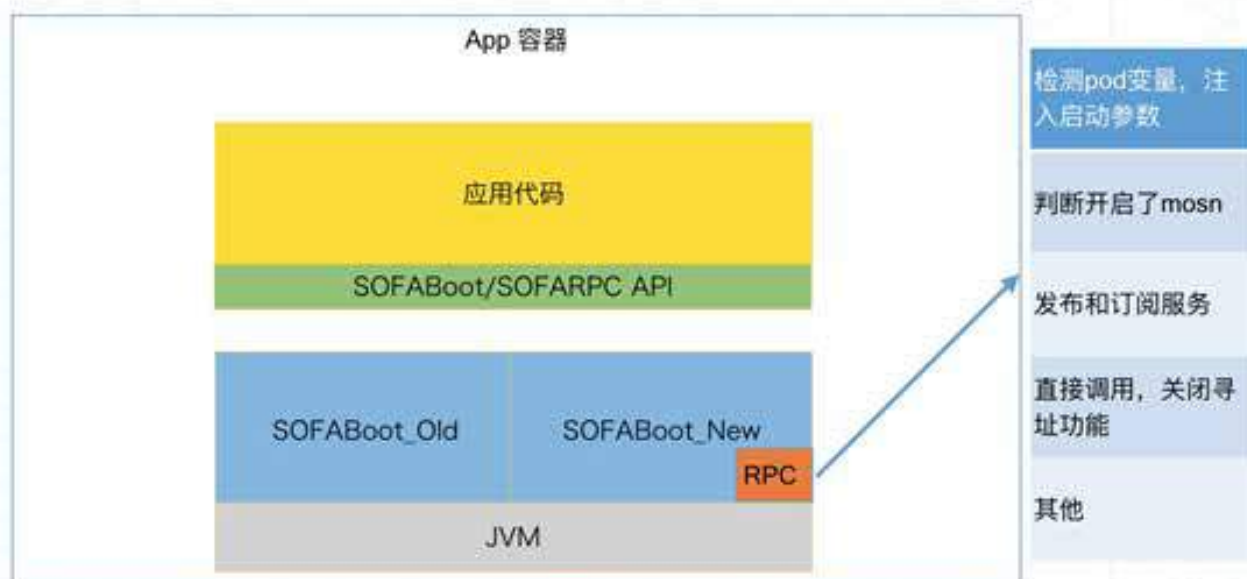 App 容器
应用代码
SOFABoot/SOFARPC API
SOFABoot_Old
SOFABoot_New
RPC
JVM
检测pod变量，注
入启动参数
判断开启了mosn
发布和订阅服务
直接调用，关闭寻
址功能
其他